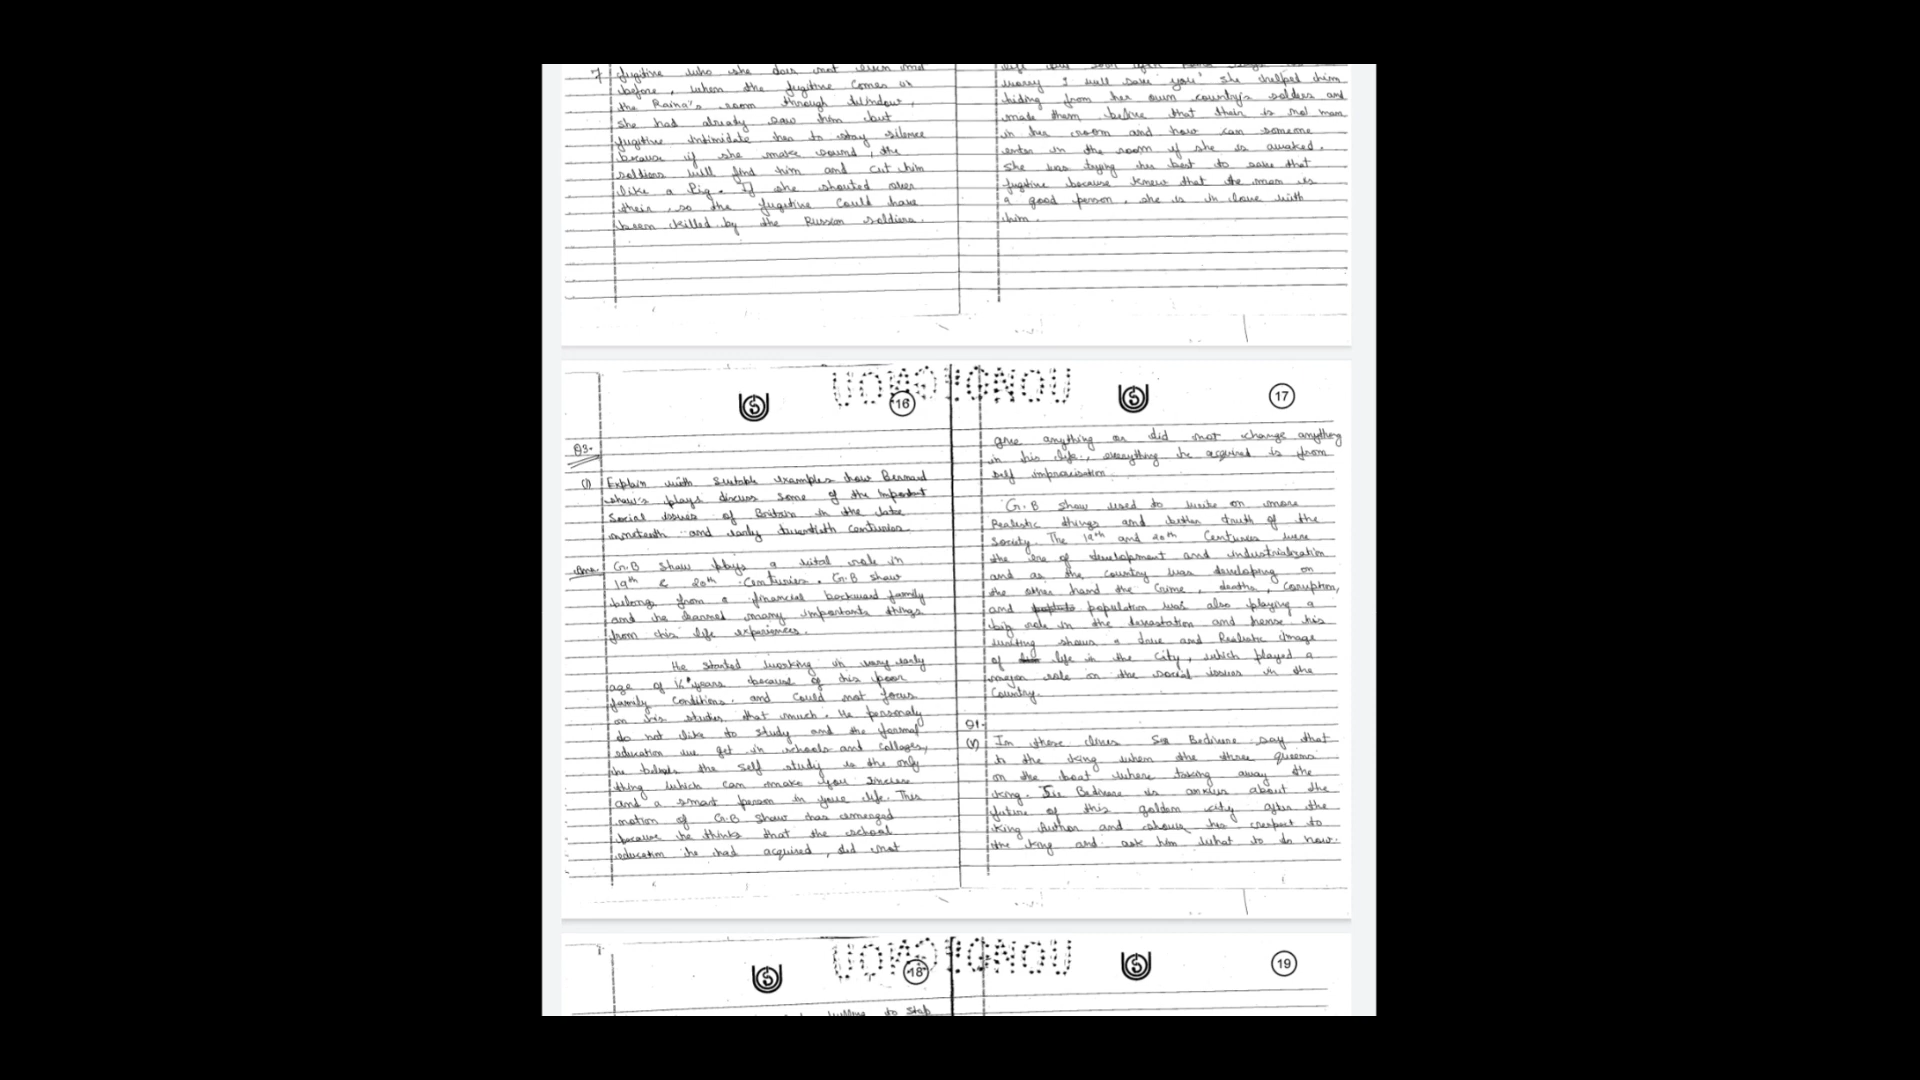 7 fugitive who she does not even met
before, when the fugitive comes at
the Raina's room through window,
she had already saw him but
fugitive intimidate her to stay silence
because if she make sound, the
soldiers will find him and cut him
like a Pig. If she shouted over
their, so the fugitive could have
been killed by the Russian soldiers.
worry I will save you' she helped him
hiding from her own country's soldiers and
make them belive that their is not man
in her room and how can someone
enter in the room if she is awaked.
She was trying her best to save that
fugitive because knew that the man is
a good person, she is in love with
him.
16
Q3.
(i) Explain with Suitable examples how Bernard
shaw's plays discuss some of the Important
Social issues of Britain in the late
nineteenth and early twentieth centuries.
Ans. G.B Shaw plays a vital role in
19th & 20th Centuries. G.B shaw
belongs from a financial backward family
and he learned many importants things
from his life experiences.
He started working in very early
age of 16 years because of his poor
family conditions. and could not focus
on his studies that much. He personaly
do not like to study and the formal
education we get in schools and colleges,
he beleifs the self study is the only
thing which can make you sincere
and a smart person in your life. This
notion of G.B Shaw has emerged
because he thinks that the school
education he had acquired, did not
17
give anything or did not change anything
in his life, everything he acquired is from
self improvisation.
G.B shaw used to write on more
Realistic things and bitter truth of the
Society. The 19th and 20th Centuries were
the era of development and industrialization
and as the country was developing on
the other hand the Crime, deaths, Coruption,
and population was also playing a
big role in the devastation and hense his
writing shows a true and Realistic image
of life in the City, which played a
major role on the social issues in the
Country.
Q1.
(v) In these lines Sir Bedivere say that
to the king when the three queens
on the boat where taking away the
king. Sir Bedivere is anxius about the
future of this golden city after the
King Authon and shows his respect to
the king and ask him what to do now.
18
19
to stop